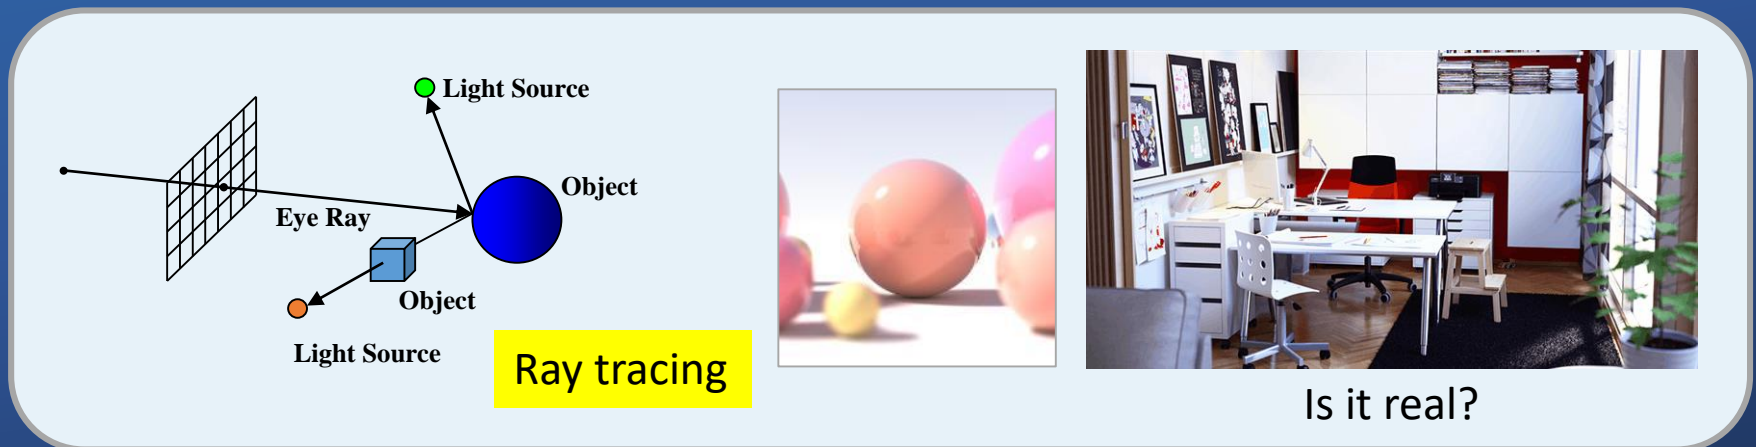 Light Source
Object
Eye Ray
Object
Light Source
Ray tracing
Is it real?